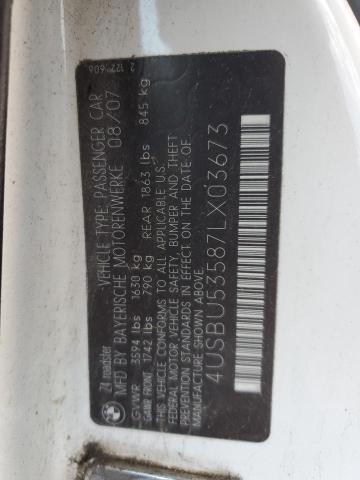 Z4 roadster
VEHICLE TYPE: PASSENGER CAR
MFD BY BAYERISCHE MOTORENWERKE 08/07
2 122 606
GVWR 3594 lbs 1630 kg
GAWR FRONT 1742 lbs 790 kg REAR 1863 lbs 845 kg
THIS VEHICLE CONFORMS TO ALL APPLICABLE U.S.
FEDERAL MOTOR VEHICLE SAFETY, BUMPER AND THEFT
PREVENTION STANDARDS IN EFFECT ON THE DATE OF
MANUFACTURE SHOWN ABOVE.
4USBU53587LX03673